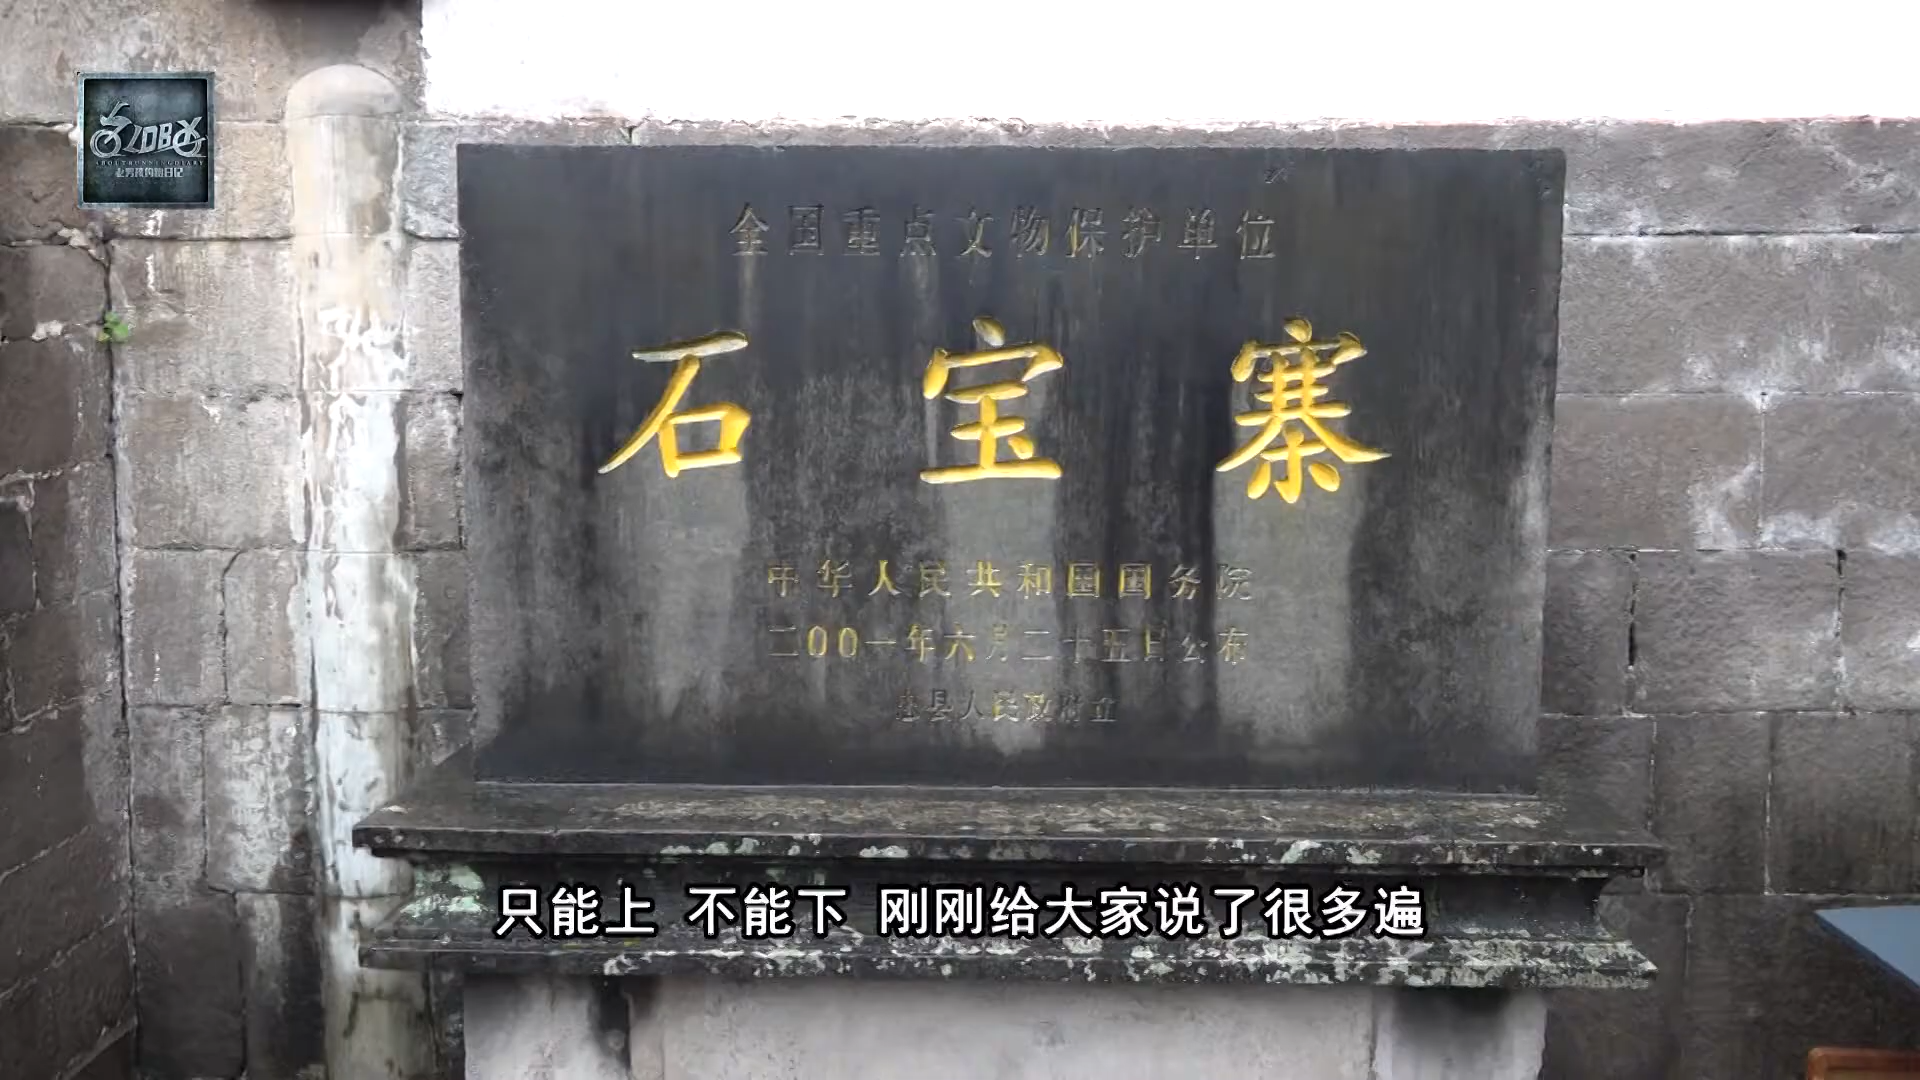 全国重点文物保护单位
石宝寨
中华人民共和国国务院
二00一年六月二十五日公布
忠县人民政府立
只能上 不能下 刚刚给大家说了很多遍